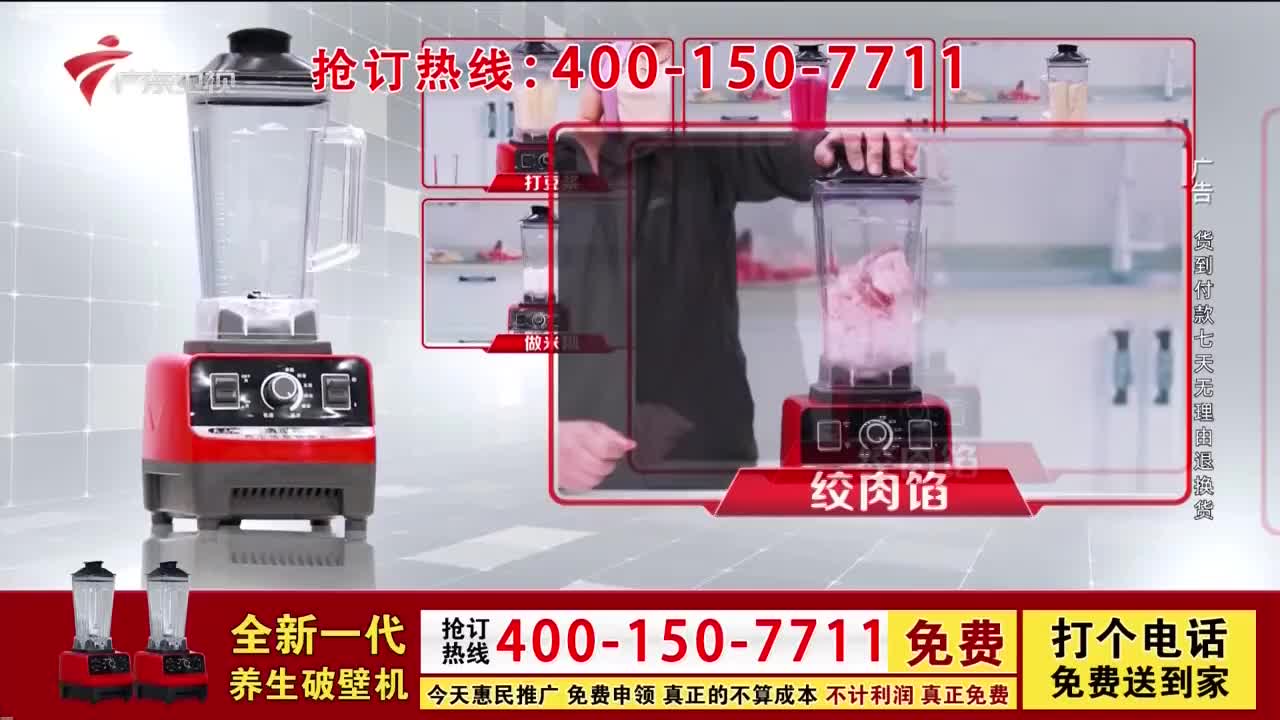 广东卫视
抢订热线：400-150-7711
打豆浆
做米糊
绞肉馅
广告
货到付款七天无理由退换货
全新一代
养生破壁机
抢订热线
400-150-7711
免费
今天惠民推广 免费申领 真正的不算成本 不计利润 真正免费
打个电话
免费送到家